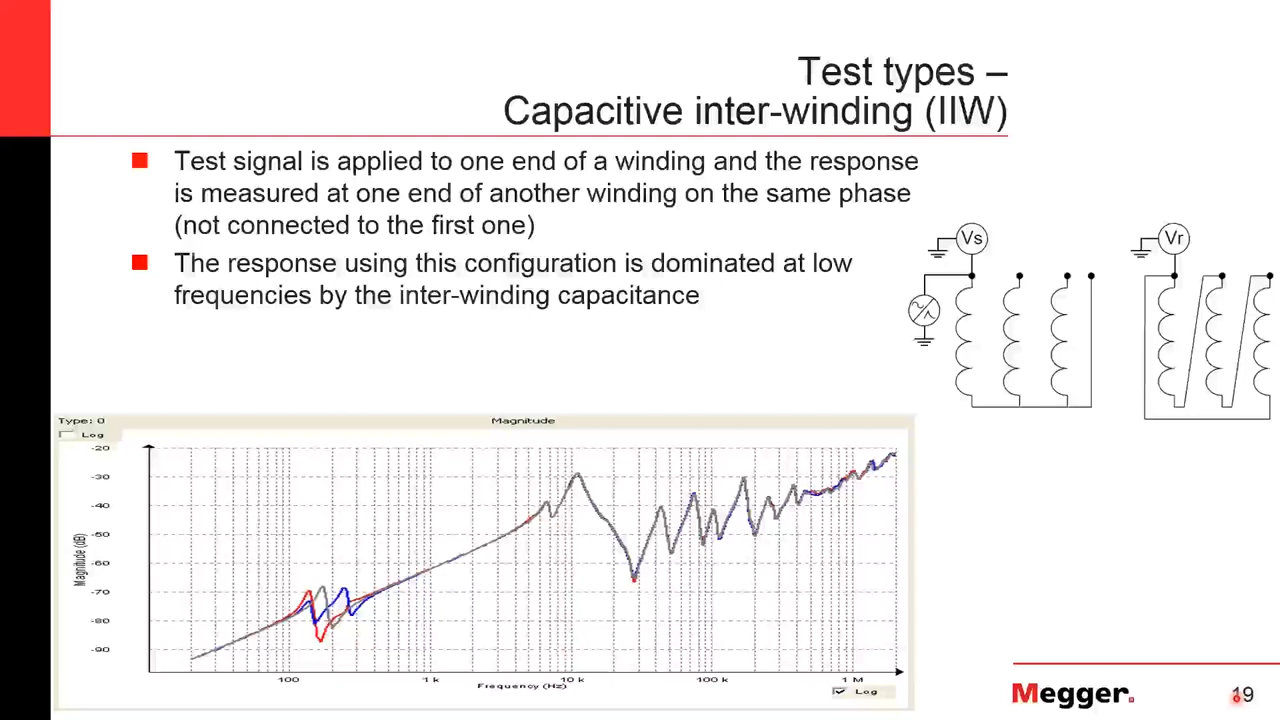 Test types –
Capacitive inter-winding (IIW)
Test signal is applied to one end of a winding and the response
is measured at one end of another winding on the same phase
(not connected to the first one)
The response using this configuration is dominated at low
frequencies by the inter-winding capacitance
Vs
Vr
Type: 0
Magnitude
Log
-20
-30
-40
-50
-60
-70
-80
-90
Magnitude (dB)
100
1 k
10 k
100 k
1 M
Frequency (Hz)
Log
Megger.
19